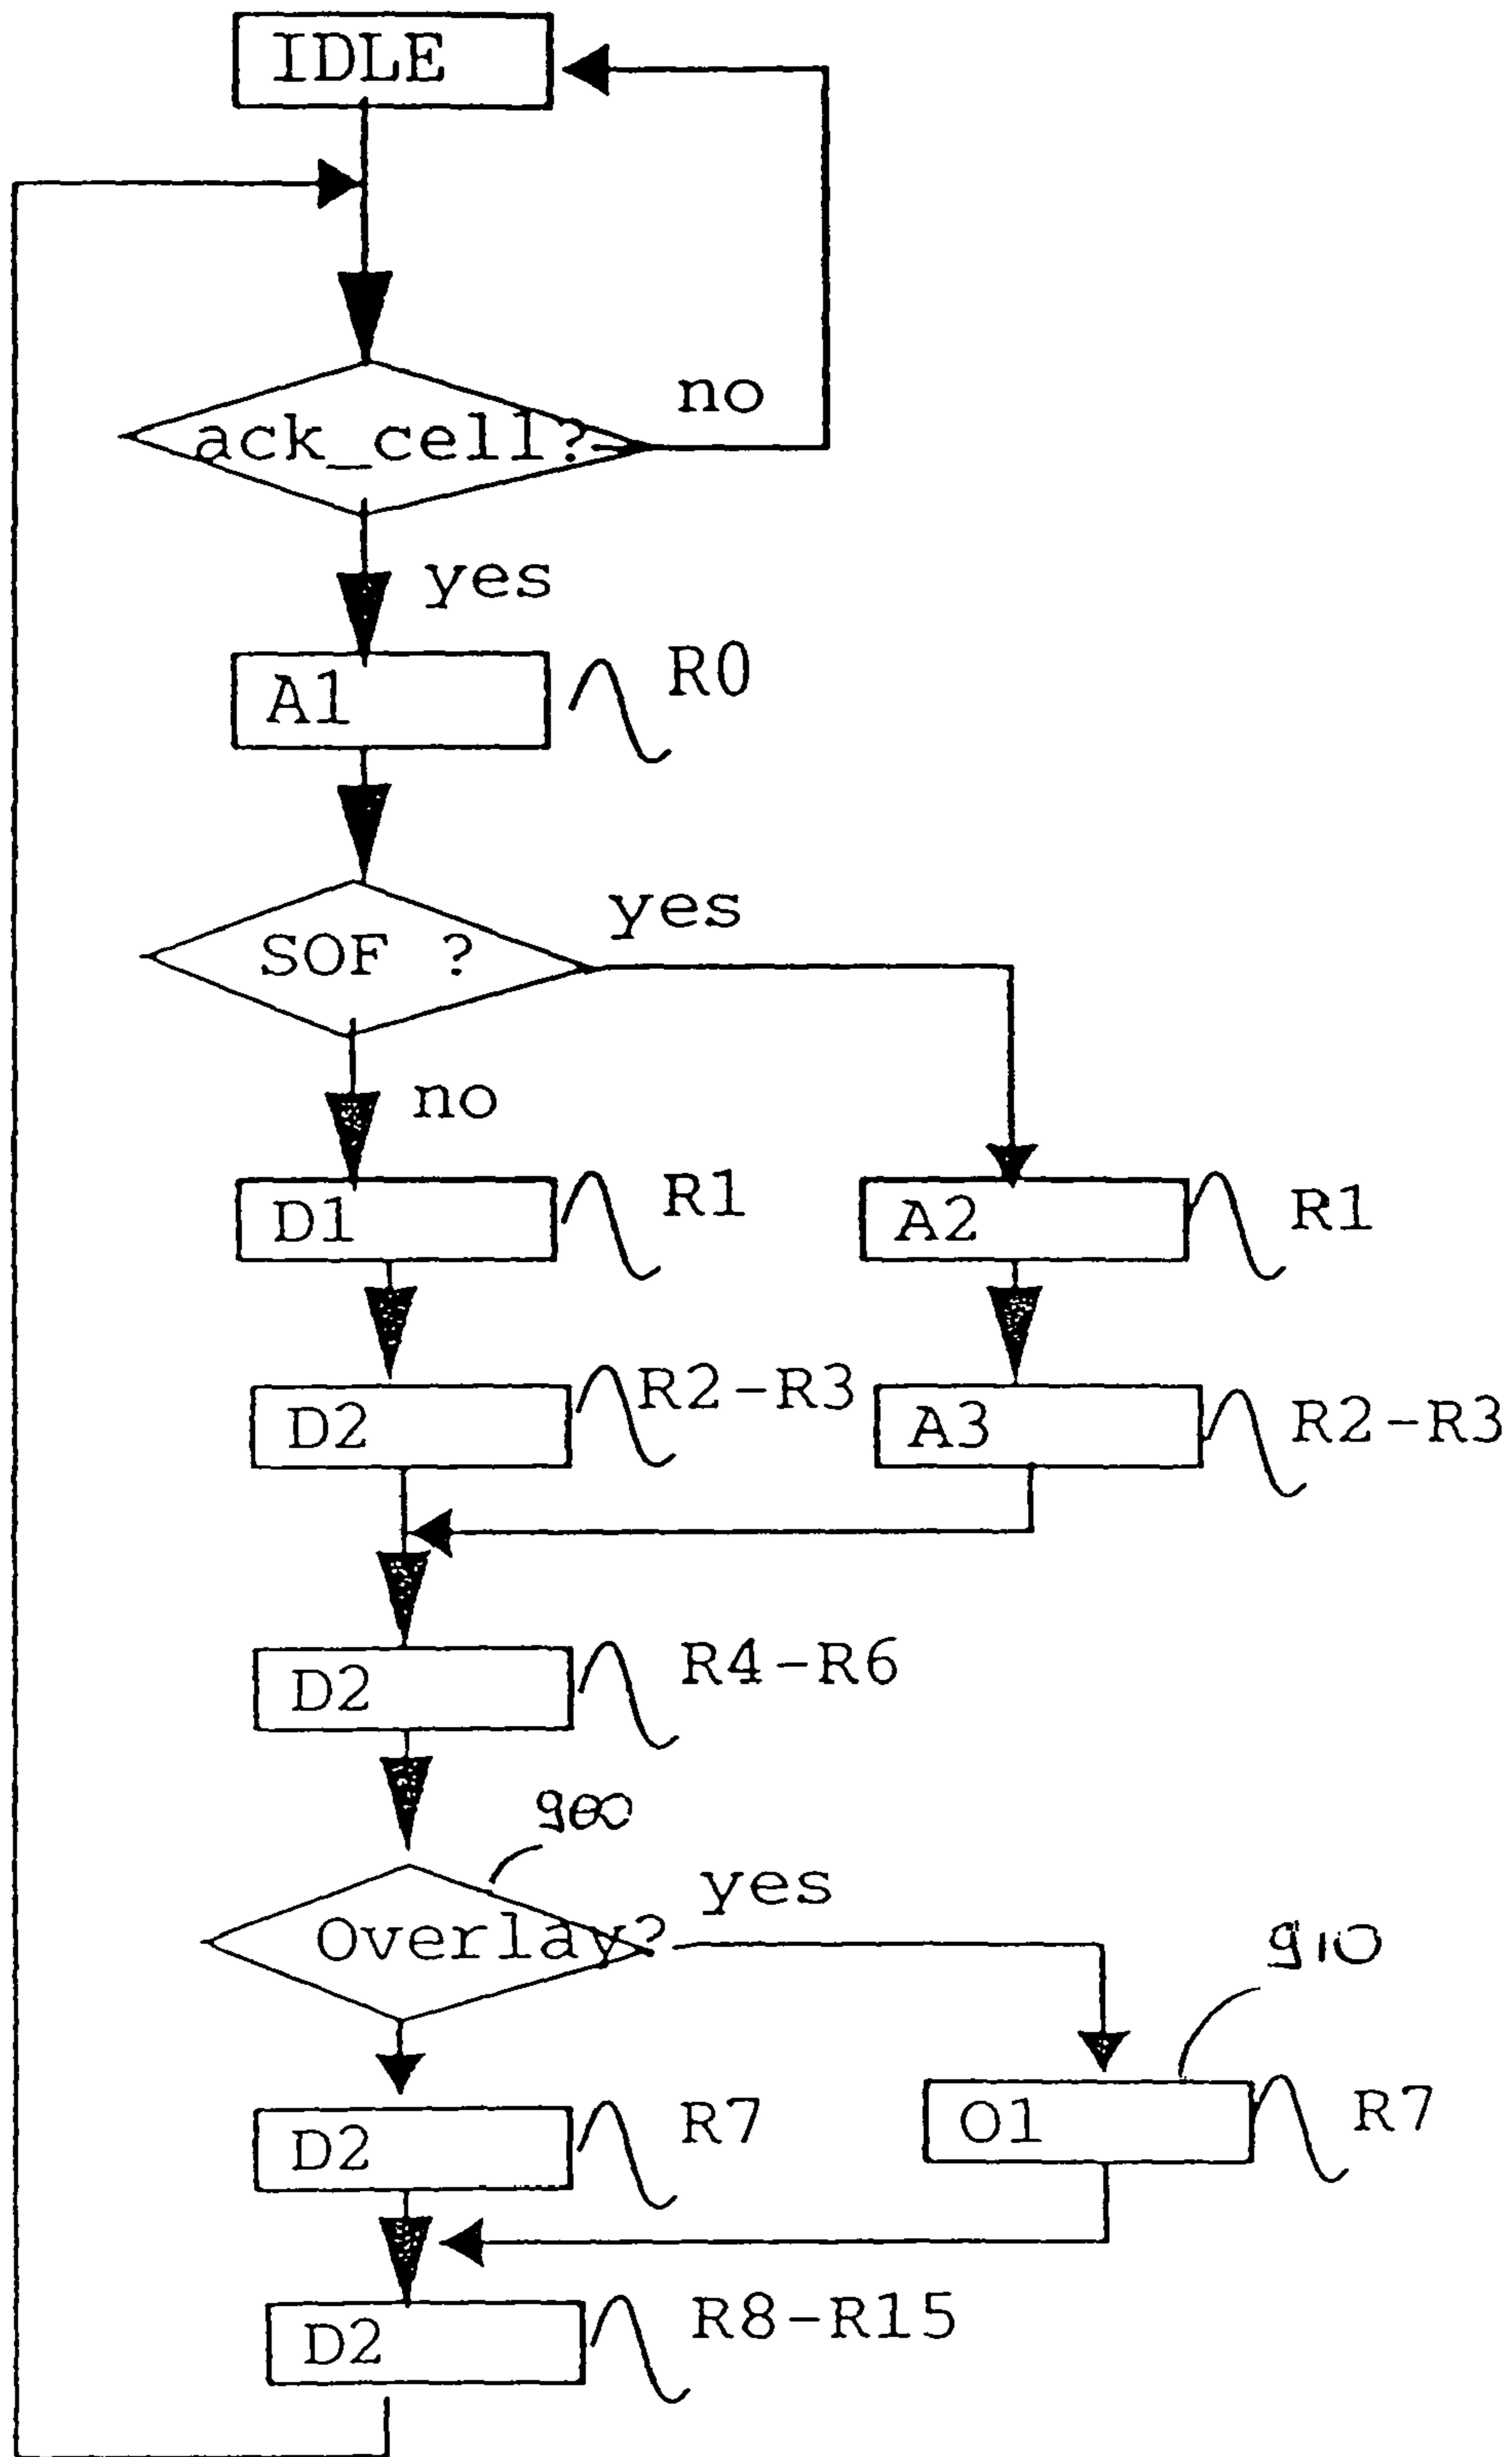 IDLE
no
ack_cell?
yes
A1
R0
yes
SOF ?
no
D1
R1
A2
R1
D2
R2-R3
A3
R2-R3
D2
R4-R6
900
yes
Overlay?
910
D2
R7
O1
R7
D2
R8-R15